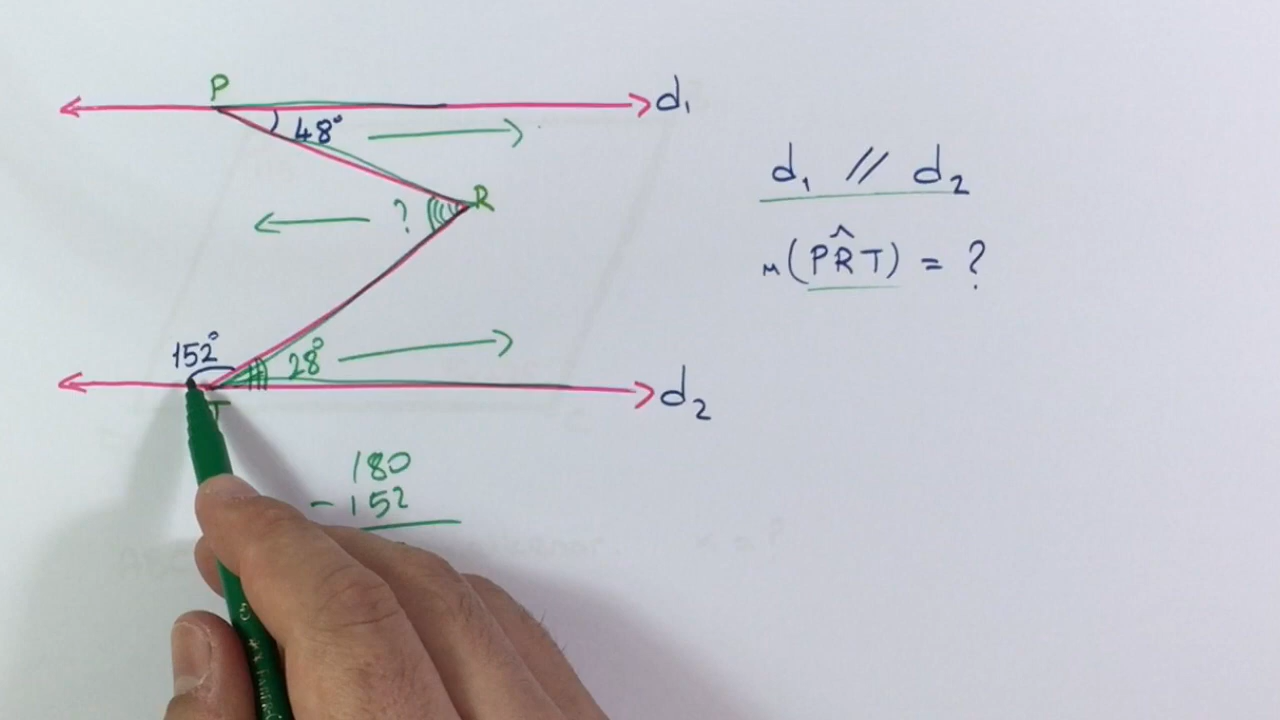 P
d₁
48°
R
?
152°
28°
T
d₂
180
- 152
d₁ // d₂
m(PR̂T) = ?